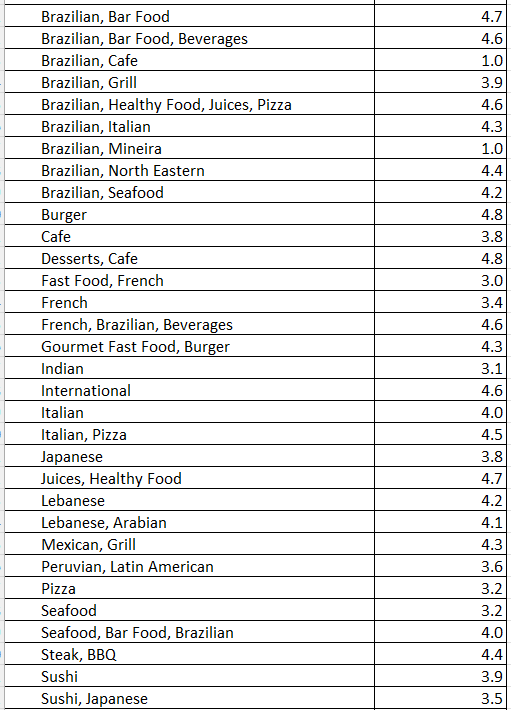 Brazilian, Bar Food 4.7
Brazilian, Bar Food, Beverages 4.6
Brazilian, Cafe 1.0
Brazilian, Grill 3.9
Brazilian, Healthy Food, Juices, Pizza 4.6
Brazilian, Italian 4.3
Brazilian, Mineira 1.0
Brazilian, North Eastern 4.4
Brazilian, Seafood 4.2
Burger 4.8
Cafe 3.8
Desserts, Cafe 4.8
Fast Food, French 3.0
French 3.4
French, Brazilian, Beverages 4.6
Gourmet Fast Food, Burger 4.3
Indian 3.1
International 4.6
Italian 4.0
Italian, Pizza 4.5
Japanese 3.8
Juices, Healthy Food 4.7
Lebanese 4.2
Lebanese, Arabian 4.1
Mexican, Grill 4.3
Peruvian, Latin American 3.6
Pizza 3.2
Seafood 3.2
Seafood, Bar Food, Brazilian 4.0
Steak, BBQ 4.4
Sushi 3.9
Sushi, Japanese 3.5